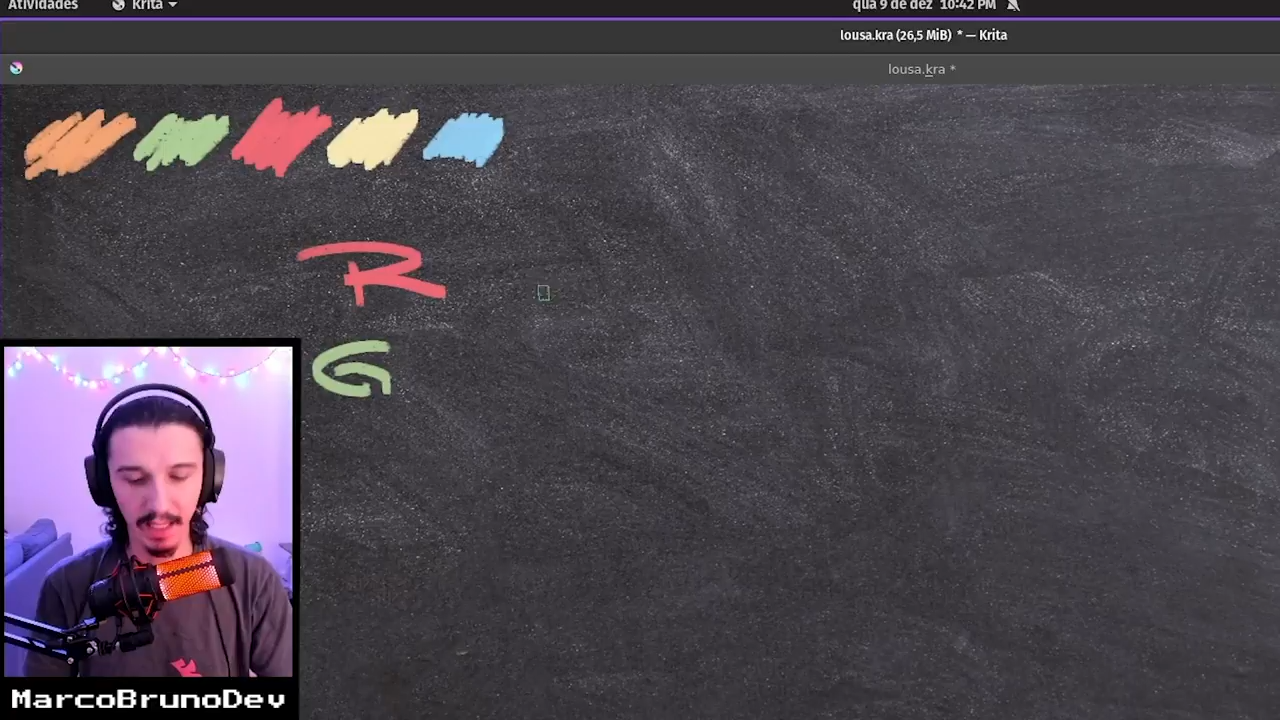 Atividades Krita qua 9 de dez 10:42 PM
lousa.kra (26,5 MiB) * — Krita
lousa.kra *
R
G
MarcoBrunoDev